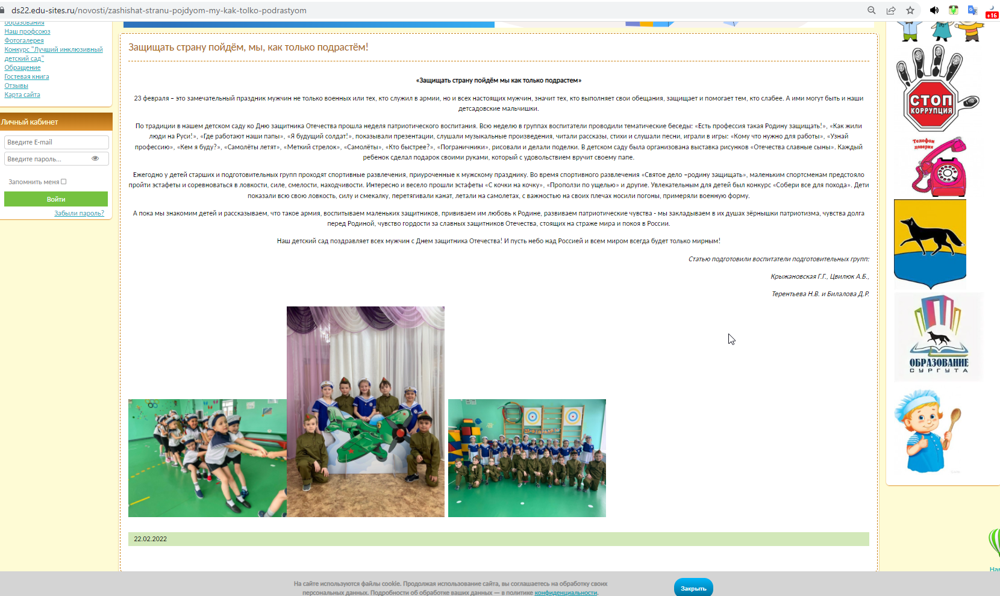 ds22.edu-sites.ru/novosti/zashishat-stranu-pojdyom-my-kak-tolko-podrastyom
+16
образования
Наш профсоюз
Фотогалерея
Конкурс "Лучший инклюзивный
детский сад"
Обращение
Гостевая книга
Отзывы
Карта сайта
Личный кабинет
Введите E-mail
Введите пароль...
Запомнить меня
Войти
Забыли пароль?
Защищать страну пойдём, мы, как только подрастём!
«Защищать страну пойдём мы как только подрастем»
23 февраля – это замечательный праздник мужчин не только военных или тех, кто служил в армии, но и всех настоящих мужчин, значит тех, кто выполняет свои обещания, защищает и помогает тем, кто слабее. А ими могут быть и наши
детсадовские мальчишки.
По традиции в нашем детском саду ко Дню защитника Отечества прошла неделя патриотического воспитания. Всю неделю в группах воспитатели проводили тематические беседы: «Есть профессия такая Родину защищать!», «Как жили
люди на Руси!», «Где работают наши папы», «Я будущий солдат!», показывали презентации, слушали музыкальные произведения, читали рассказы, стихи и слушали песни, играли в игры: «Кому что нужно для работы», «Узнай
профессию», «Кем я буду?», «Самолёты летят», «Меткий стрелок», «Самолёты», «Кто быстрее?», «Пограничники», рисовали и делали поделки. В детском саду была организована выставка рисунков «Отечества славные сыны». Каждый
ребенок сделал подарок своими руками, который с удовольствием вручит своему папе.
Ежегодно у детей старших и подготовительных групп проходят спортивные развлечения, приуроченные к мужскому празднику. Во время спортивного развлечения «Святое дело –родину защищать», маленьким спортсменам предстояло
пройти эстафеты и соревноваться в ловкости, силе, смелости, находчивости. Интересно и весело прошли эстафеты «С кочки на кочку», «Проползи по ущелью» и другие. Увлекательным для детей был конкурс «Собери все для похода». Дети
показали всю свою ловкость, силу и смекалку, перетягивали канат, летали на самолетах, с важностью на своих плечах носили погоны, примеряли военную форму.
А пока мы знакомим детей и рассказываем, что такое армия, воспитываем маленьких защитников, прививаем им любовь к Родине, развиваем патриотические чувства - мы закладываем в их душах зёрнышки патриотизма, чувства долга
перед Родиной, чувство гордости за славных защитников Отечества, стоящих на страже мира и покоя в России.
Наш детский сад поздравляет всех мужчин с Днем защитника Отечества! И пусть небо над Россией и всем миром всегда будет только мирным!
Статью подготовили воспитатели подготовительных групп:
Крыжановская Г.Г., Цвилюк А.Б.,
Терентьева Н.В. и Билалова Д.Р.
22.02.2022
СТОП
КОРРУПЦИЯ
Телефон
доверия
ОБРАЗОВАНИЕ
СУРГУТА
На сайте используются файлы cookie. Продолжая использование сайта, вы соглашаетесь на обработку своих
персональных данных. Подробности об обработке ваших данных — в политике конфиденциальности.
Закрыть